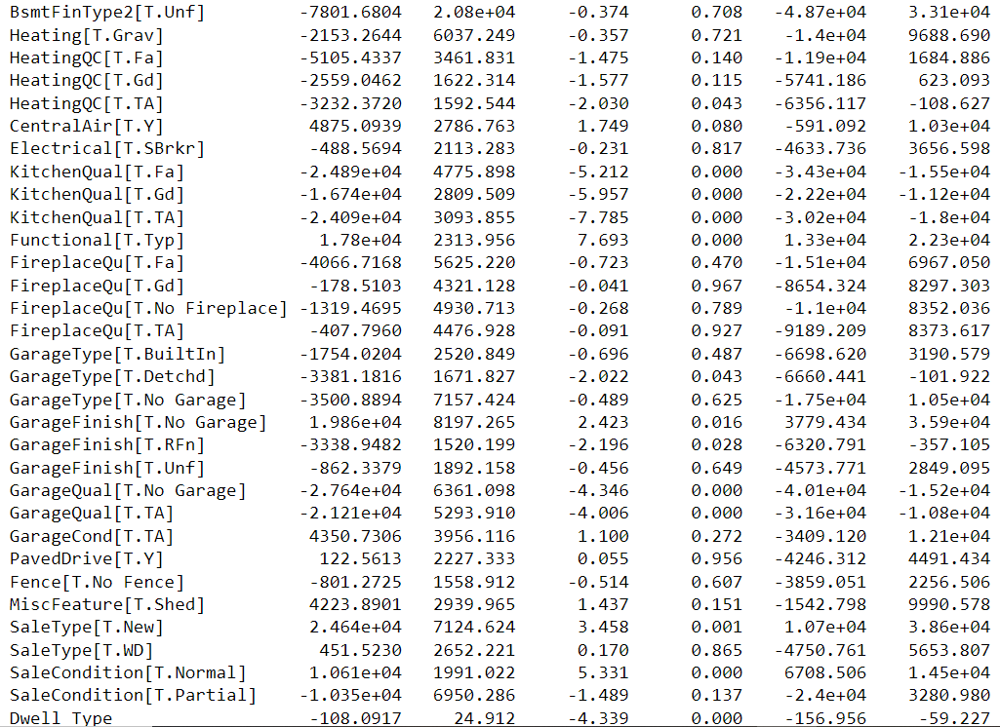 BsmtFinType2[T.Unf] -7801.6804 2.08e+04 -0.374 0.708 -4.87e+04 3.31e+04
Heating[T.Grav] -2153.2644 6037.249 -0.357 0.721 -1.4e+04 9688.690
HeatingQC[T.Fa] -5105.4337 3461.831 -1.475 0.140 -1.19e+04 1684.886
HeatingQC[T.Gd] -2559.0462 1622.314 -1.577 0.115 -5741.186 623.093
HeatingQC[T.TA] -3232.3720 1592.544 -2.030 0.043 -6356.117 -108.627
CentralAir[T.Y] 4875.0939 2786.763 1.749 0.080 -591.092 1.03e+04
Electrical[T.SBrkr] -488.5694 2113.283 -0.231 0.817 -4633.736 3656.598
KitchenQual[T.Fa] -2.489e+04 4775.898 -5.212 0.000 -3.43e+04 -1.55e+04
KitchenQual[T.Gd] -1.674e+04 2809.509 -5.957 0.000 -2.22e+04 -1.12e+04
KitchenQual[T.TA] -2.409e+04 3093.855 -7.785 0.000 -3.02e+04 -1.8e+04
Functional[T.Typ] 1.78e+04 2313.956 7.693 0.000 1.33e+04 2.23e+04
FireplaceQu[T.Fa] -4066.7168 5625.220 -0.723 0.470 -1.51e+04 6967.050
FireplaceQu[T.Gd] -178.5103 4321.128 -0.041 0.967 -8654.324 8297.303
FireplaceQu[T.No Fireplace] -1319.4695 4930.713 -0.268 0.789 -1.1e+04 8352.036
FireplaceQu[T.TA] -407.7960 4476.928 -0.091 0.927 -9189.209 8373.617
GarageType[T.BuiltIn] -1754.0204 2520.849 -0.696 0.487 -6698.620 3190.579
GarageType[T.Detchd] -3381.1816 1671.827 -2.022 0.043 -6660.441 -101.922
GarageType[T.No Garage] -3500.8894 7157.424 -0.489 0.625 -1.75e+04 1.05e+04
GarageFinish[T.No Garage] 1.986e+04 8197.265 2.423 0.016 3779.434 3.59e+04
GarageFinish[T.RFn] -3338.9482 1520.199 -2.196 0.028 -6320.791 -357.105
GarageFinish[T.Unf] -862.3379 1892.158 -0.456 0.649 -4573.771 2849.095
GarageQual[T.No Garage] -2.764e+04 6361.098 -4.346 0.000 -4.01e+04 -1.52e+04
GarageQual[T.TA] -2.121e+04 5293.910 -4.006 0.000 -3.16e+04 -1.08e+04
GarageCond[T.TA] 4350.7306 3956.116 1.100 0.272 -3409.120 1.21e+04
PavedDrive[T.Y] 122.5613 2227.333 0.055 0.956 -4246.312 4491.434
Fence[T.No Fence] -801.2725 1558.912 -0.514 0.607 -3859.051 2256.506
MiscFeature[T.Shed] 4223.8901 2939.965 1.437 0.151 -1542.798 9990.578
SaleType[T.New] 2.464e+04 7124.624 3.458 0.001 1.07e+04 3.86e+04
SaleType[T.WD] 451.5230 2652.221 0.170 0.865 -4750.761 5653.807
SaleCondition[T.Normal] 1.061e+04 1991.022 5.331 0.000 6708.506 1.45e+04
SaleCondition[T.Partial] -1.035e+04 6950.286 -1.489 0.137 -2.4e+04 3280.980
Dwell_Type -108.0917 24.912 -4.339 0.000 -156.956 -59.227